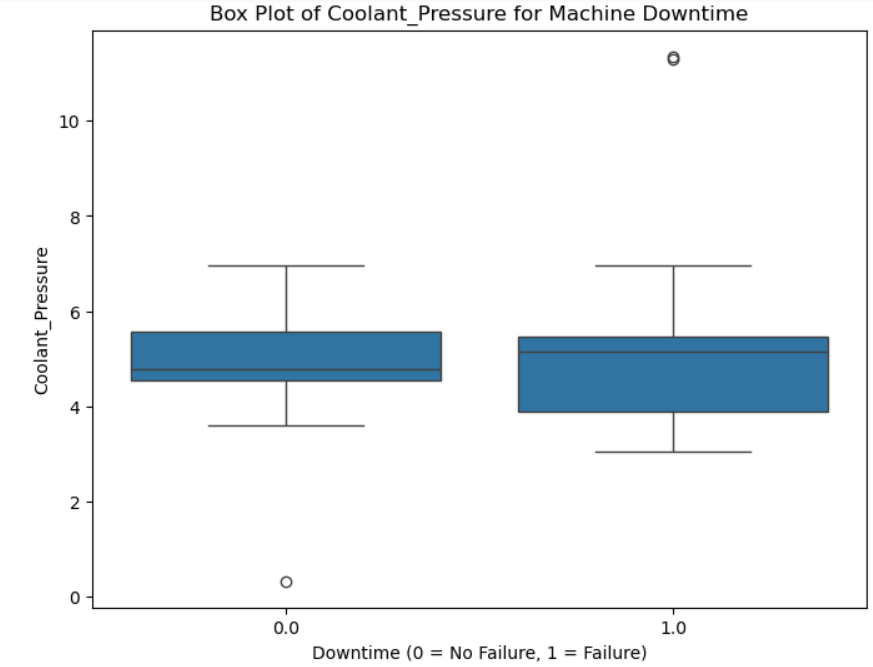 Box Plot of Coolant_Pressure for Machine Downtime
10
8
6
4
2
0
Coolant_Pressure
0.0
1.0
Downtime (0 = No Failure, 1 = Failure)